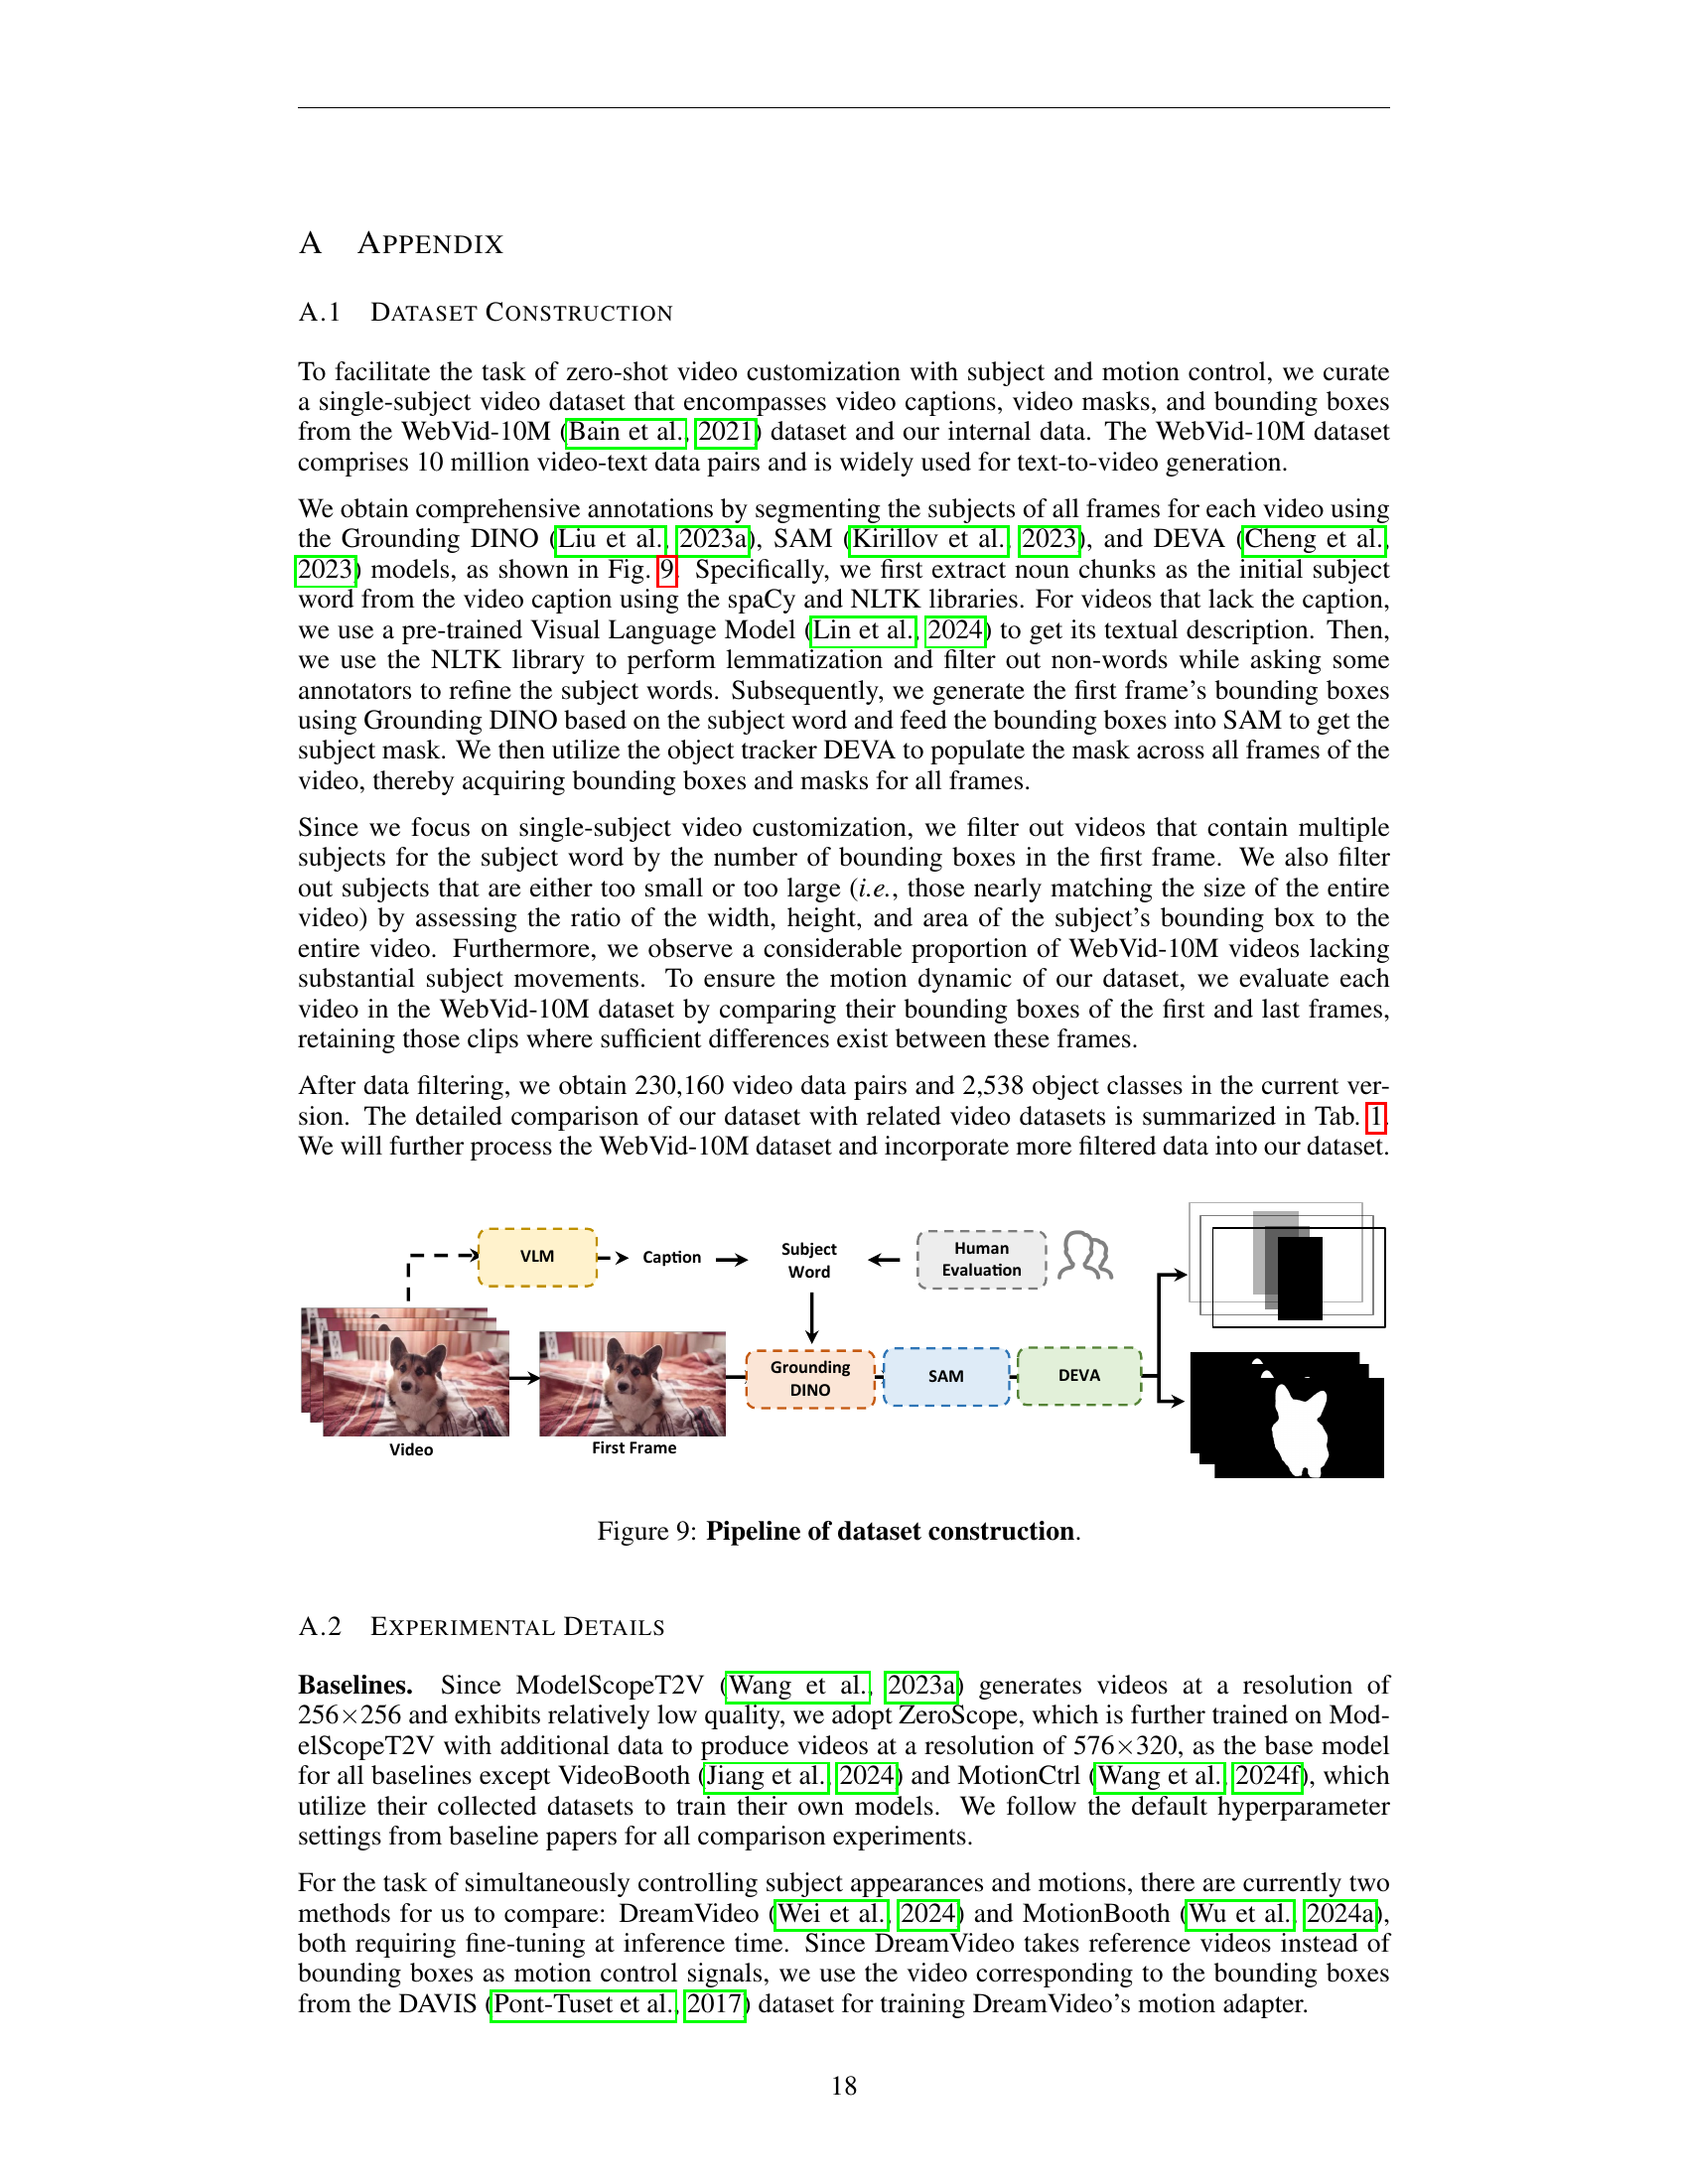 A APPENDIX
A.1 DATASET CONSTRUCTION
To facilitate the task of zero-shot video customization with subject and motion control, we curate
a single-subject video dataset that encompasses video captions, video masks, and bounding boxes
from the WebVid-10M (Bain et al., 2021) dataset and our internal data. The WebVid-10M dataset
comprises 10 million video-text data pairs and is widely used for text-to-video generation.
We obtain comprehensive annotations by segmenting the subjects of all frames for each video using
the Grounding DINO (Liu et al., 2023a), SAM (Kirillov et al., 2023), and DEVA (Cheng et al.,
2023) models, as shown in Fig. 9. Specifically, we first extract noun chunks as the initial subject
word from the video caption using the spaCy and NLTK libraries. For videos that lack the caption,
we use a pre-trained Visual Language Model (Lin et al., 2024) to get its textual description. Then,
we use the NLTK library to perform lemmatization and filter out non-words while asking some
annotators to refine the subject words. Subsequently, we generate the first frame's bounding boxes
using Grounding DINO based on the subject word and feed the bounding boxes into SAM to get the
subject mask. We then utilize the object tracker DEVA to populate the mask across all frames of the
video, thereby acquiring bounding boxes and masks for all frames.
Since we focus on single-subject video customization, we filter out videos that contain multiple
subjects for the subject word by the number of bounding boxes in the first frame. We also filter
out subjects that are either too small or too large (i.e., those nearly matching the size of the entire
video) by assessing the ratio of the width, height, and area of the subject's bounding box to the
entire video. Furthermore, we observe a considerable proportion of WebVid-10M videos lacking
substantial subject movements. To ensure the motion dynamic of our dataset, we evaluate each
video in the WebVid-10M dataset by comparing their bounding boxes of the first and last frames,
retaining those clips where sufficient differences exist between these frames.
After data filtering, we obtain 230,160 video data pairs and 2,538 object classes in the current ver-
sion. The detailed comparison of our dataset with related video datasets is summarized in Tab. 1.
We will further process the WebVid-10M dataset and incorporate more filtered data into our dataset.
VLM
Caption
Subject
Word
Human
Evaluation
Grounding
DINO
SAM
DEVA
Video
First Frame
Figure 9: Pipeline of dataset construction.
A.2 EXPERIMENTAL DETAILS
Baselines. Since ModelScopeT2V (Wang et al., 2023a) generates videos at a resolution of
256×256 and exhibits relatively low quality, we adopt ZeroScope, which is further trained on Mod-
elScopeT2V with additional data to produce videos at a resolution of 576×320, as the base model
for all baselines except VideoBooth (Jiang et al., 2024) and MotionCtrl (Wang et al., 2024f), which
utilize their collected datasets to train their own models. We follow the default hyperparameter
settings from baseline papers for all comparison experiments.
For the task of simultaneously controlling subject appearances and motions, there are currently two
methods for us to compare: DreamVideo (Wei et al., 2024) and MotionBooth (Wu et al., 2024a),
both requiring fine-tuning at inference time. Since DreamVideo takes reference videos instead of
bounding boxes as motion control signals, we use the video corresponding to the bounding boxes
from the DAVIS (Pont-Tuset et al., 2017) dataset for training DreamVideo's motion adapter.
18